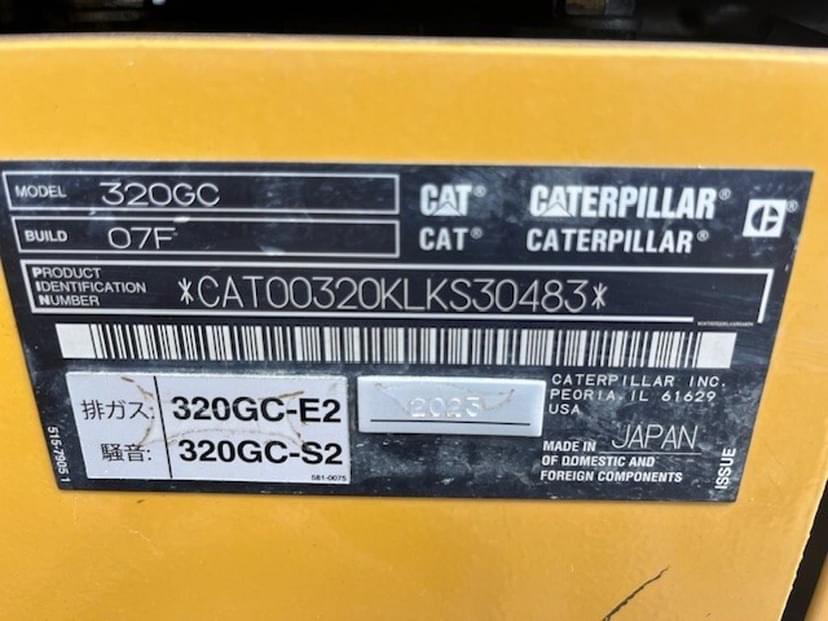 MODEL 320GC
BUILD 07F
CAT® CATERPILLAR®
CAT® CATERPILLAR®
PRODUCT
IDENTIFICATION
NUMBER
*CAT00320KLKS30483*
排ガス: 320GC-E2
騒音: 320GC-S2
581-0075
2023
CATERPILLAR INC.
PEORIA, IL 61629
USA
MADE IN JAPAN
OF DOMESTIC AND
FOREIGN COMPONENTS
ISSUE
515-7905 1